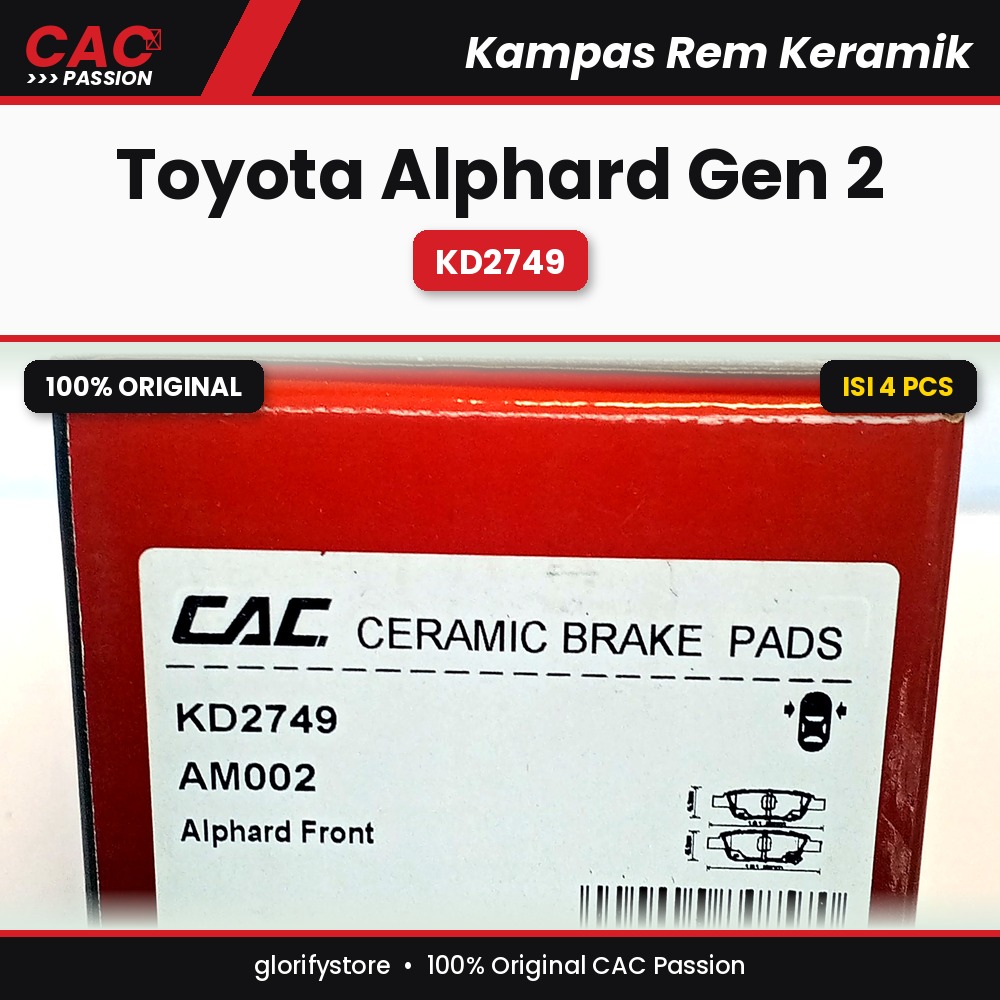 CAC
>>> PASSION
Kampas Rem Keramik
Toyota Alphard Gen 2
KD2749
100% ORIGINAL
ISI 4 PCS
CAC CERAMIC BRAKE PADS
KD2749
AM002
Alphard Front
glorifystore • 100% Original CAC Passion